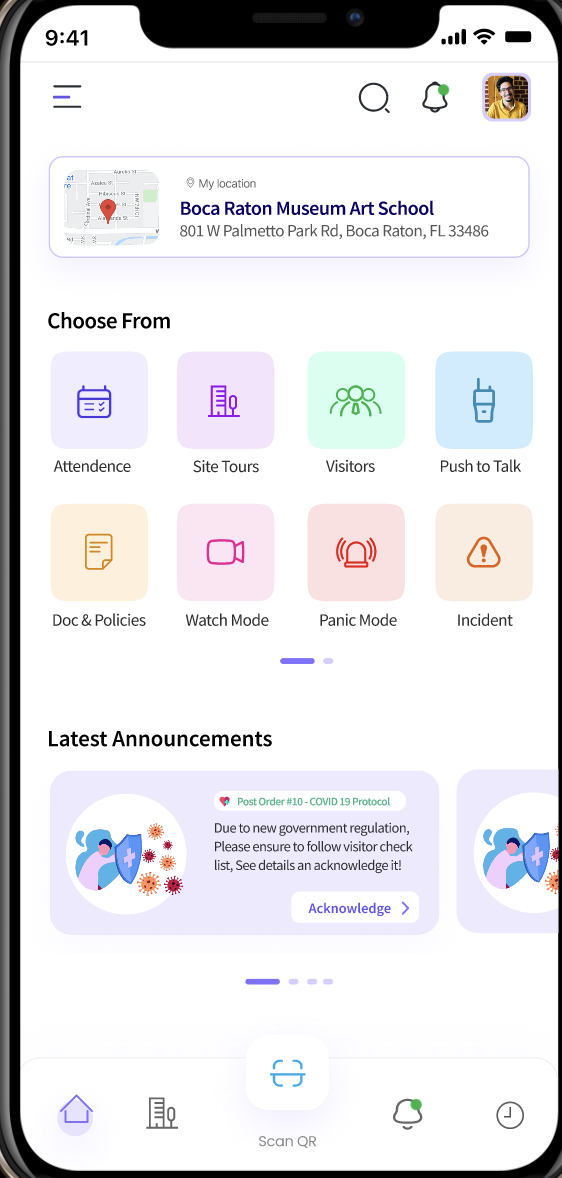 9:41
My location
Boca Raton Museum Art School
801 W Palmetto Park Rd, Boca Raton, FL 33486
Choose From
Attendence
Site Tours
Visitors
Push to Talk
Doc & Policies
Watch Mode
Panic Mode
Incident
Latest Announcements
Post Order #10 - COVID 19 Protocol
Due to new government regulation,
Please ensure to follow visitor check
list, See details an acknowledge it!
Acknowledge
Scan QR